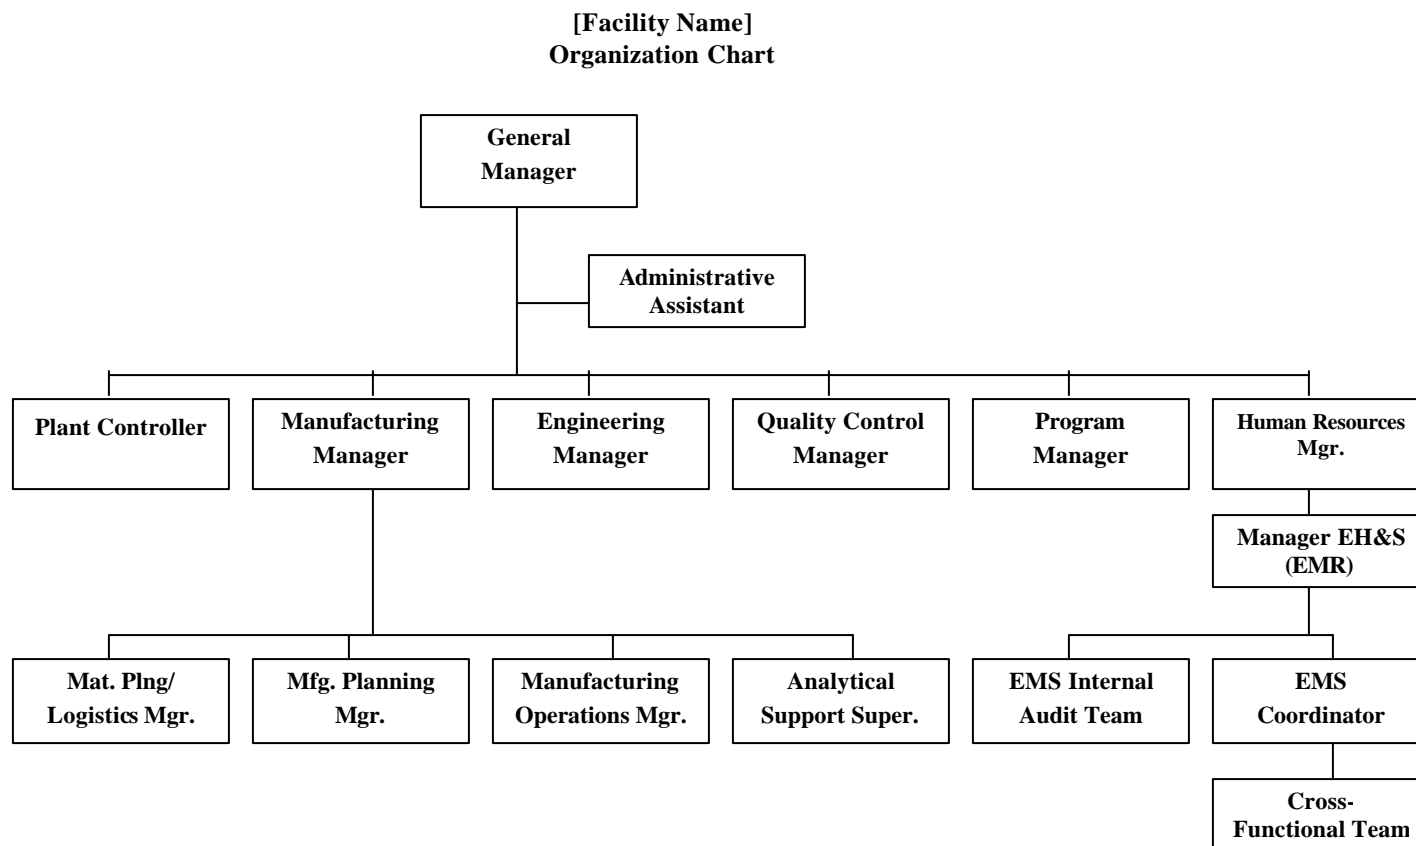 [Facility Name]
Organization Chart
General
Manager
Administrative
Assistant
Plant Controller
Manufacturing
Manager
Engineering
Manager
Quality Control
Manager
Program
Manager
Human Resources
Mgr.
Manager EH&S
(EMR)
Mat. Plng/
Logistics Mgr.
Mfg. Planning
Mgr.
Manufacturing
Operations Mgr.
Analytical
Support Super.
EMS Internal
Audit Team
EMS
Coordinator
Cross-
Functional Team